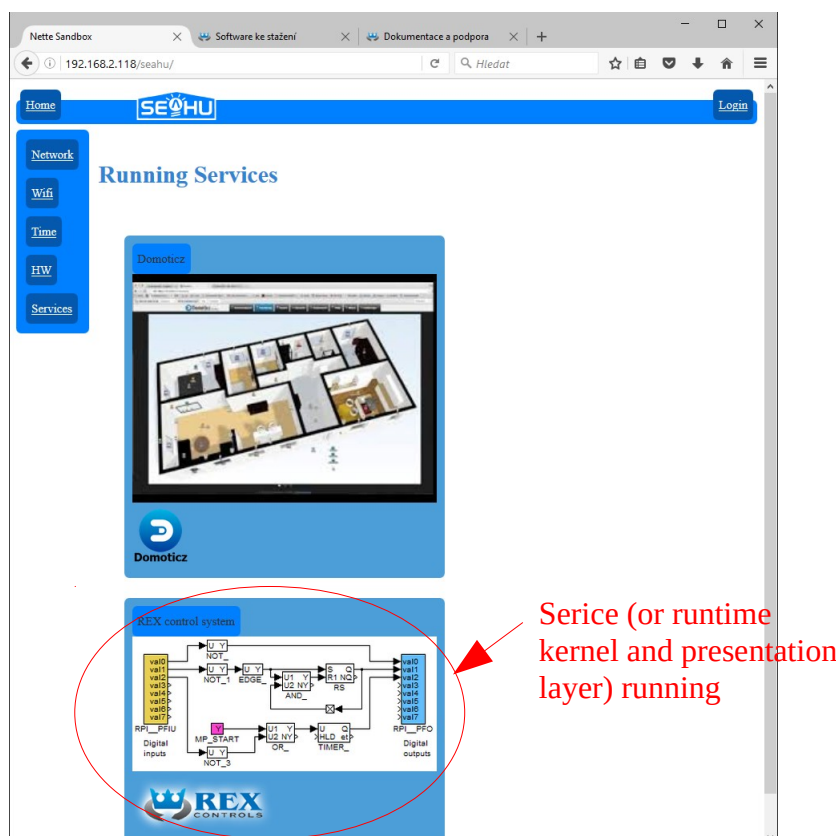 Nette Sandbox
Software ke stažení
Dokumentace a podpora
192.168.2.118/seahu/
Hledat
Home
SEAHU
Login
Network
Wifi
Time
HW
Services
Running Services
Domoticz
Domoticz
REX control system
Serice (or runtime
kernel and presentation
layer) running
U Y
NOT_
val0
val1
val2
val3
val4
val5
val6
val7
RPI__PFIU
Digital
inputs
U Y
NOT_1
U Y
EDGE_
U1 Y
U2 NY
AND_
S Q
R1 NQ
RS
val0
val1
val2
val3
val4
val5
val6
val7
RPI__PFO
Digital
outputs
Y
MP_START
U1 Y
U2 NY
OR_
U Q
HLD et
TIMER_
U Y
NOT_3
REX
CONTROLS